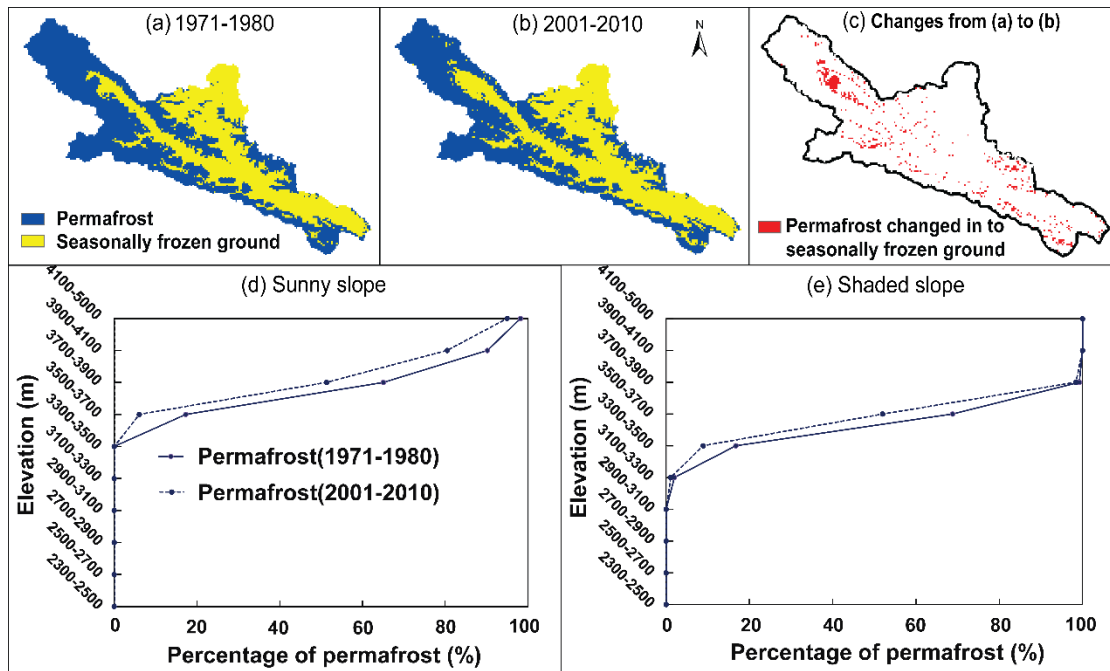 (a) 1971-1980
Permafrost
Seasonally frozen ground
(b) 2001-2010
N
(c) Changes from (a) to (b)
Permafrost changed in to
seasonally frozen ground
(d) Sunny slope
Elevation (m)
4100-5000
3900-4100
3700-3900
3500-3700
3300-3500
3100-3300
2900-3100
2700-2900
2500-2700
2300-2500
Permafrost(1971-1980)
Permafrost(2001-2010)
0 20 40 60 80 100
Percentage of permafrost (%)
(e) Shaded slope
Elevation (m)
4100-5000
3900-4100
3700-3900
3500-3700
3300-3500
3100-3300
2900-3100
2700-2900
2500-2700
2300-2500
0 20 40 60 80 100
Percentage of permafrost (%)